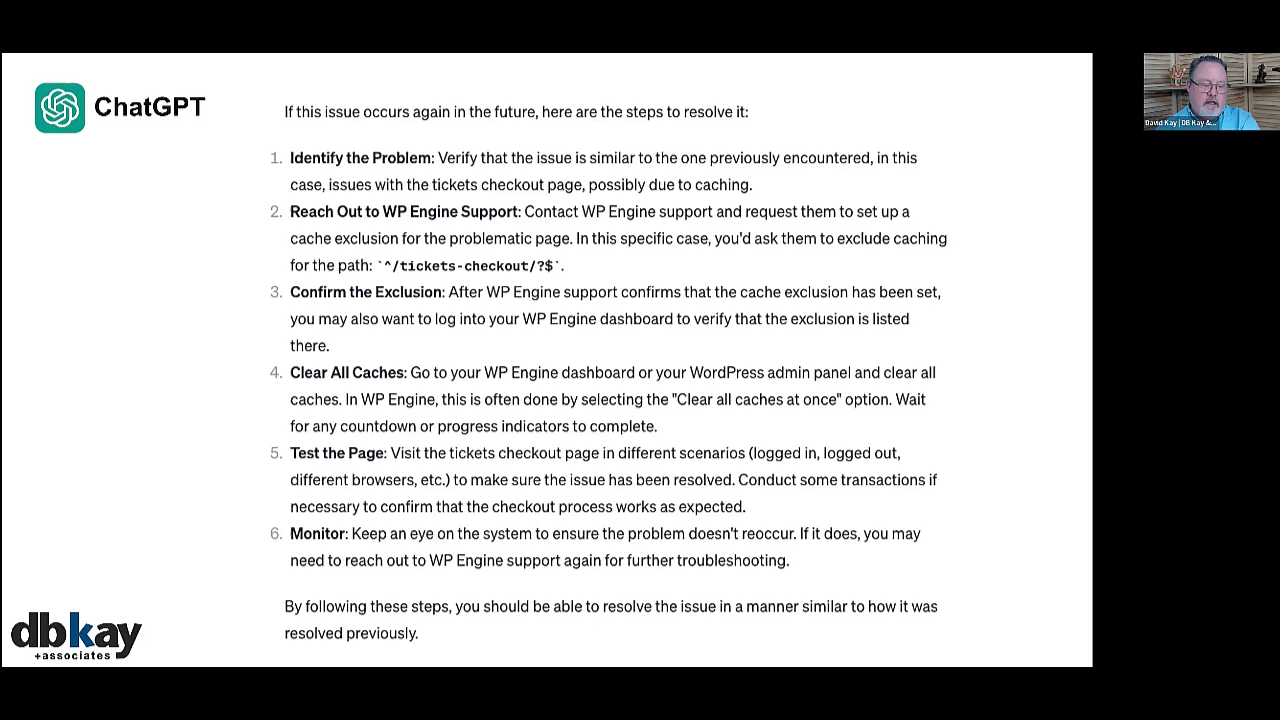 ChatGPT
If this issue occurs again in the future, here are the steps to resolve it:
1. Identify the Problem: Verify that the issue is similar to the one previously encountered, in this
case, issues with the tickets checkout page, possibly due to caching.
2. Reach Out to WP Engine Support: Contact WP Engine support and request them to set up a
cache exclusion for the problematic page. In this specific case, you'd ask them to exclude caching
for the path: `^/tickets-checkout/?$`.
3. Confirm the Exclusion: After WP Engine support confirms that the cache exclusion has been set,
you may also want to log into your WP Engine dashboard to verify that the exclusion is listed
there.
4. Clear All Caches: Go to your WP Engine dashboard or your WordPress admin panel and clear all
caches. In WP Engine, this is often done by selecting the "Clear all caches at once" option. Wait
for any countdown or progress indicators to complete.
5. Test the Page: Visit the tickets checkout page in different scenarios (logged in, logged out,
different browsers, etc.) to make sure the issue has been resolved. Conduct some transactions if
necessary to confirm that the checkout process works as expected.
6. Monitor: Keep an eye on the system to ensure the problem doesn't reoccur. If it does, you may
need to reach out to WP Engine support again for further troubleshooting.
By following these steps, you should be able to resolve the issue in a manner similar to how it was
resolved previously.
dbkay
+associates
David Kay | DB Kay &...